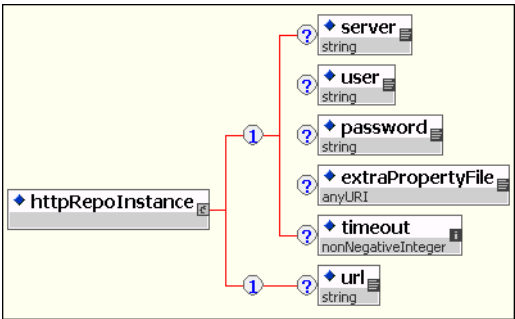 ? server
string
? user
string
1 ? password
string
? extraPropertyFile
anyURI
httpRepoInstance
? timeout
nonNegativeInteger
1 ? url
string